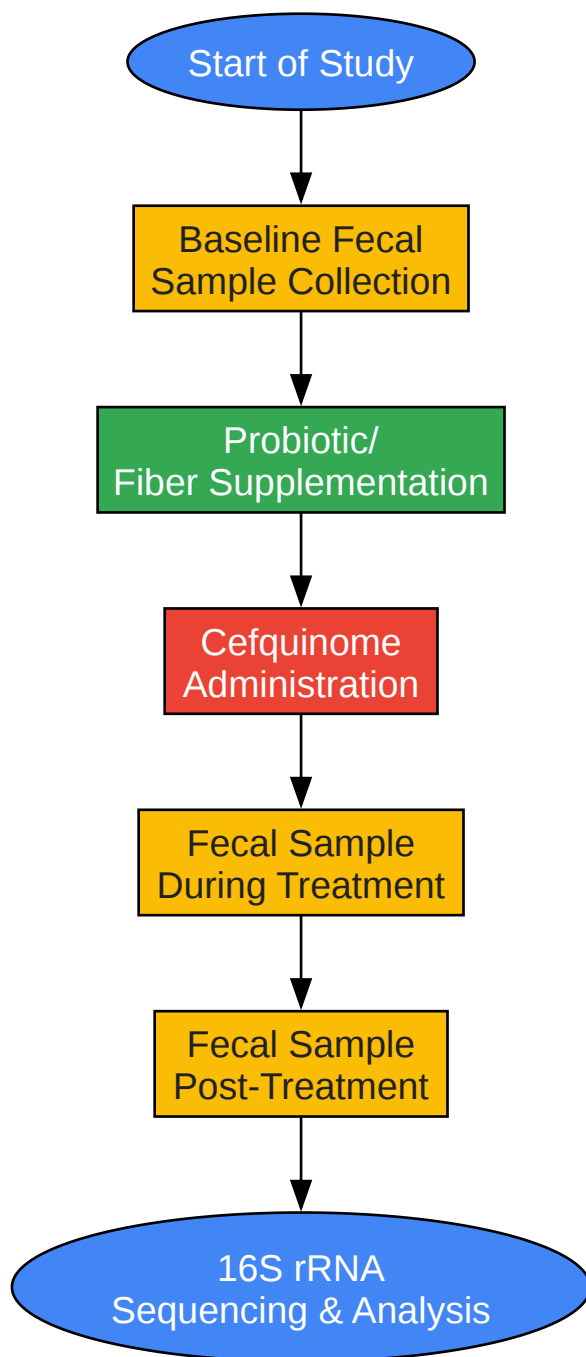 Start of Study
Baseline Fecal
Sample Collection
Probiotic/
Fiber Supplementation
Cefquinome
Administration
Fecal Sample
During Treatment
Fecal Sample
Post-Treatment
16S rRNA
Sequencing & Analysis